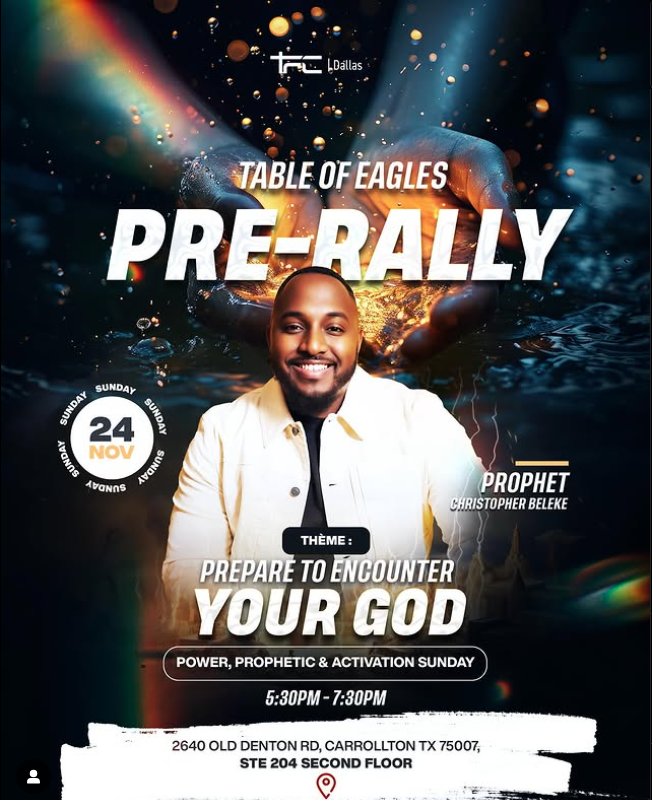 TFC | Dallas
TABLE OF EAGLES
PRE-RALLY
SUNDAY SUNDAY SUNDAY SUNDAY SUNDAY SUNDAY SUNDAY
24
NOV
PROPHET
CHRISTOPHER BELEKE
THÈME :
PREPARE TO ENCOUNTER
YOUR GOD
POWER, PROPHETIC & ACTIVATION SUNDAY
5:30PM - 7:30PM
2640 OLD DENTON RD, CARROLLTON TX 75007,
STE 204 SECOND FLOOR